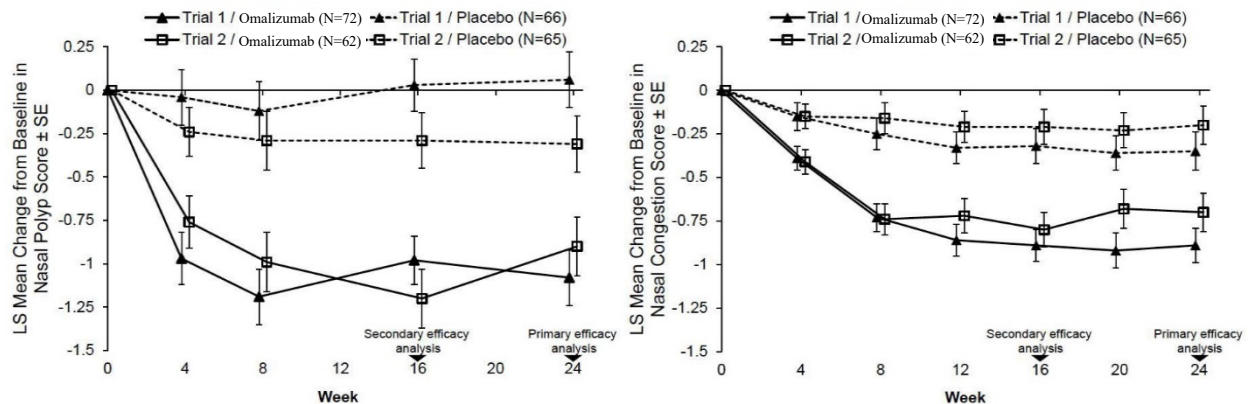 Trial 1 / Omalizumab (N=72) Trial 1 / Placebo (N=66)
Trial 2 / Omalizumab (N=62) Trial 2 / Placebo (N=65)
LS Mean Change from Baseline in
Nasal Polyp Score ± SE
0.25
0
-0.25
-0.5
-0.75
-1
-1.25
-1.5
Secondary efficacy
analysis
Primary efficacy
analysis
0 4 8 12 16 20 24
Week
Trial 1 / Omalizumab (N=72) Trial 1 / Placebo (N=66)
Trial 2 / Omalizumab (N=62) Trial 2 / Placebo (N=65)
LS Mean Change from Baseline in
Nasal Congestion Score ± SE
0.25
0
-0.25
-0.5
-0.75
-1
-1.25
-1.5
Secondary efficacy
analysis
Primary efficacy
analysis
0 4 8 12 16 20 24
Week